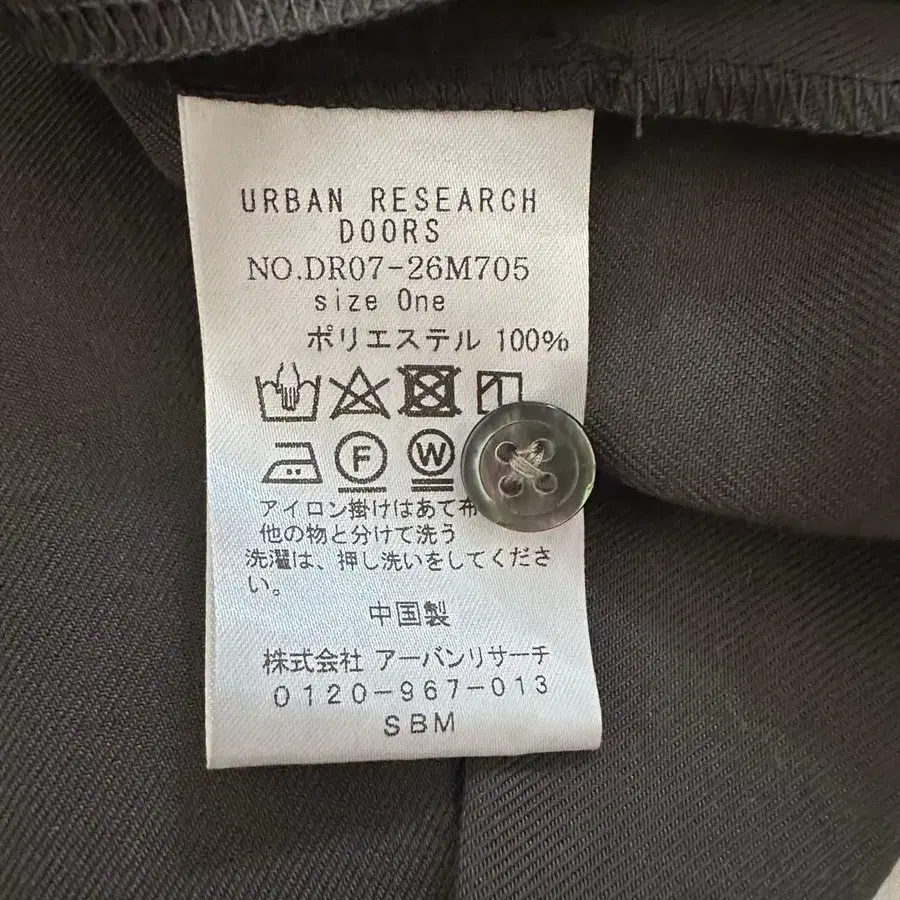 URBAN RESEARCH
DOORS
NO.DR07-26M705
size One
ポリエステル 100%
F W
アイロン掛けはあて布
他の物と分けて洗う
洗濯は、押し洗いをしてくださ
い。
中国製
株式会社 アーバンリサーチ
0120-967-013
SBM